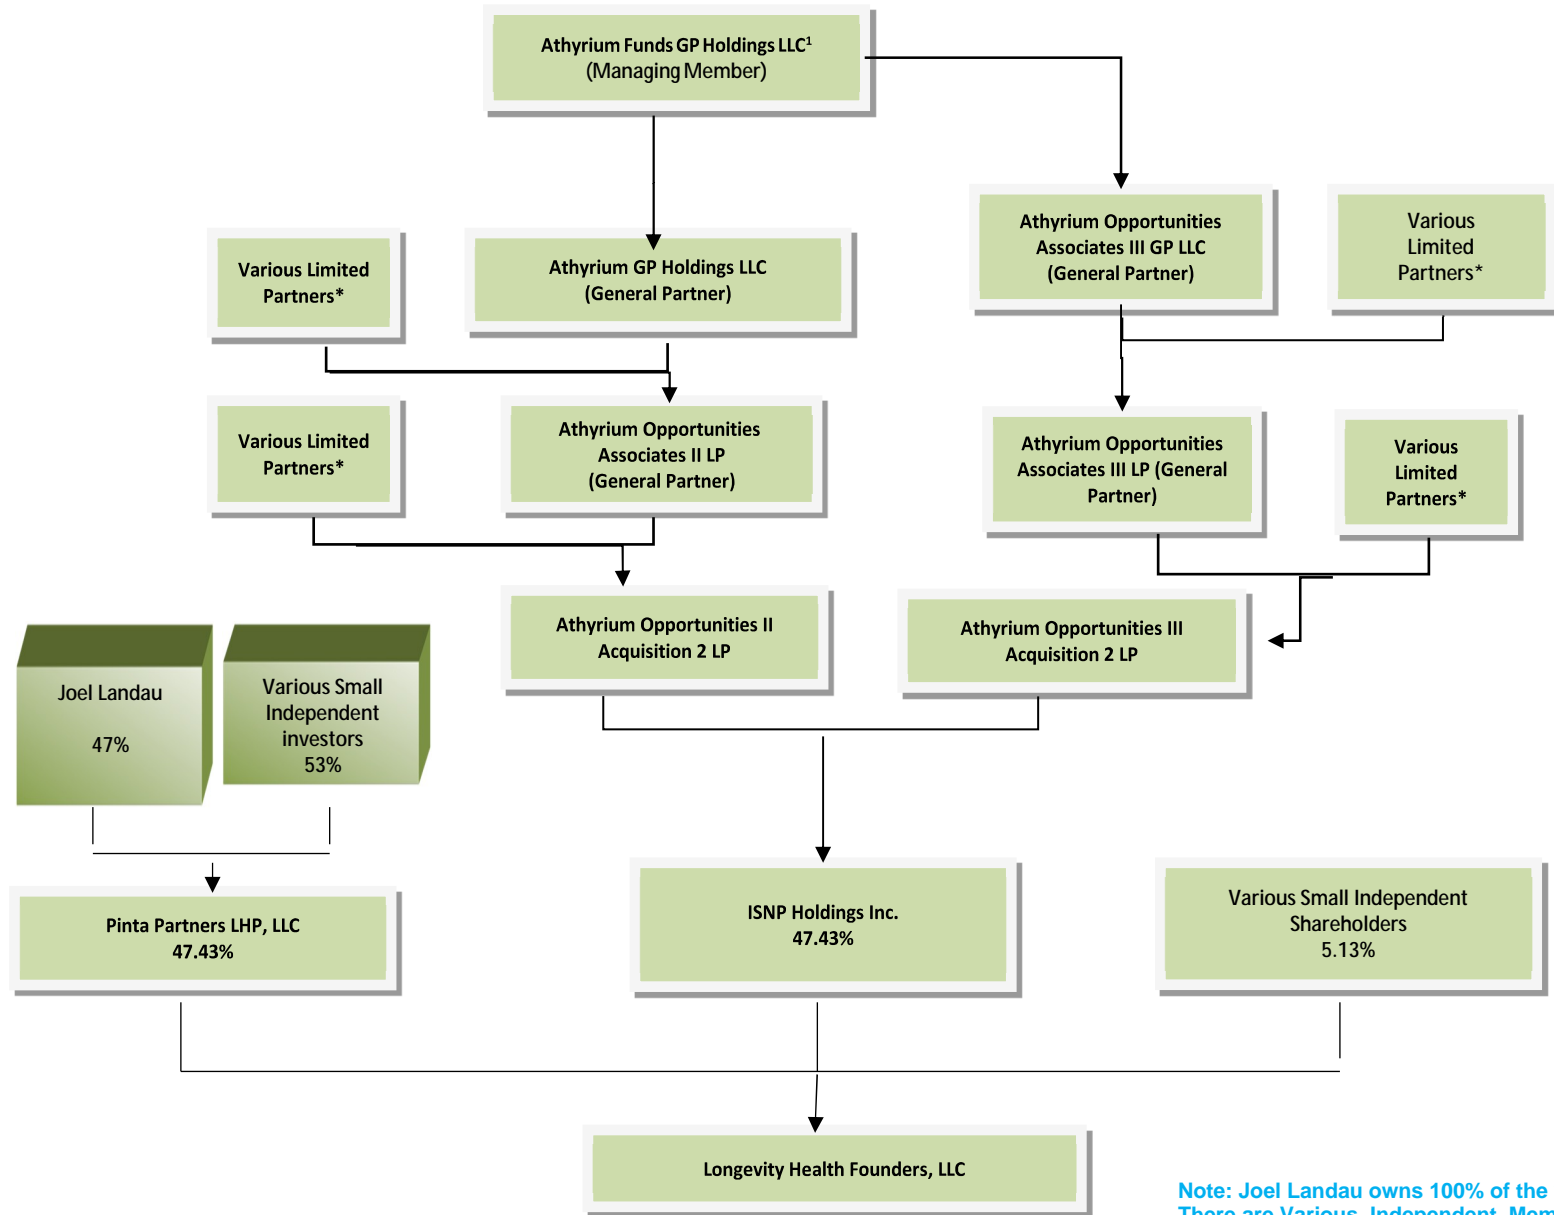 Athyrium Funds GP Holdings LLC1
(Managing Member)
Athyrium Opportunities
Associates III GP LLC
(General Partner)
Various
Limited
Partners*
Various Limited
Partners*
Athyrium GP Holdings LLC
(General Partner)
Various Limited
Partners*
Athyrium Opportunities
Associates II LP
(General Partner)
Athyrium Opportunities
Associates III LP (General
Partner)
Various
Limited
Partners*
Athyrium Opportunities II
Acquisition 2 LP
Athyrium Opportunities III
Acquisition 2 LP
Joel Landau
47%
Various Small
Independent
investors
53%
Pinta Partners LHP, LLC
47.43%
ISNP Holdings Inc.
47.43%
Various Small Independent
Shareholders
5.13%
Longevity Health Founders, LLC
Note: Joel Landau owns 100% of the
There are Various Independent